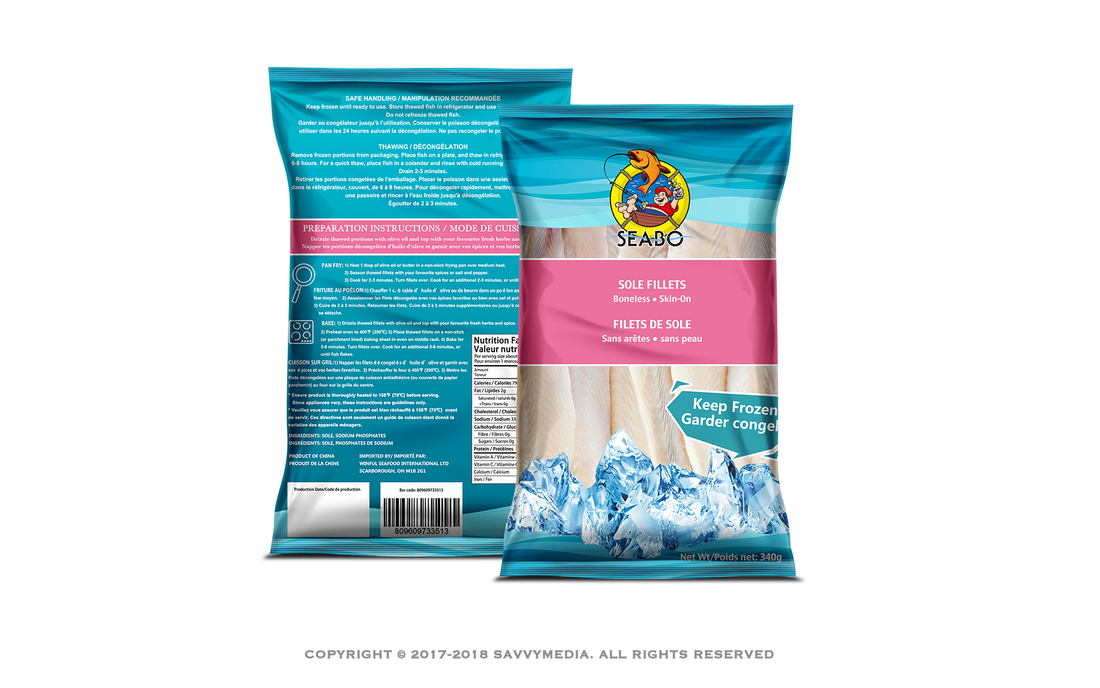 SAFE HANDLING / MANIPULATION RECOMMANDÉE
Keep frozen until ready to use. Store thawed fish in refrigerator and use
Do not refreeze thawed fish.
Garder au congélateur jusqu'à l'utilisation. Conserver le poisson décongelé
utiliser dans les 24 heures suivant la décongélation. Ne pas recongeler le po
THAWING / DÉCONGÉLATION
Remove frozen portions from packaging. Place fish on a plate, and thaw in refrig
6-8 hours. For a quick thaw, place fish in a colander and rinse with cold running
Drain 2-3 minutes.
Retirer les portions congelées de l'emballage. Placer le poisson dans une assiet
dans le réfrigérateur, couvert, de 6 à 8 heures. Pour décongeler rapidement, mettre
une passoire et rincer à l'eau froide jusqu'à décongélation.
Égoutter de 2 à 3 minutes.
PREPARATION INSTRUCTIONS / MODE DE CUISS
Drizzle thawed portions with olive oil and top with your favourite fresh herbs an
Napper les portions décongelées d'huile d'olive et garnir avec vos épices et vos herb
PAN FRY: 1) Heat 1 tbsp of olive oil or butter in a non-stick frying pan over medium heat.
2) Season thawed fillets with your favourite spices or salt and pepper.
3) Cook for 2-3 minutes. Turn fillets over. Cook for an additional 2-3 minutes, or until
FRITURE AU POÊLON:1) Chauffer 1 c. à table d' huile d' olive ou de beurre dans un poêlon an
feu moyen. 2) Assaisonner les filets décongelés avec vos épices favorites ou bien avec sel et poi
3) Cuire de 2 à 3 minutes, Retourner les filets. Cuire de 2 à 3 minutes supplémentaires ou jusqu'à c
se détache.
BAKE: 1) Drizzle thawed fillets with olive oil and top with your favourite fresh herbs and spice.
2) Preheat oven to 400°F (200°C) 3) Place thawed fillets on a non-stick
(or parchment lined) baking sheet in oven on middle rack. 4) Bake for
5-8 minutes. Turn fillets over. Cook for an additional 5-6 minutes, or
until fish flakes.
CUISSON SUR GRIL:1) Napper les filets décongelés d' huile d' olive et garnir avec
vos épices et vos herbes favorites. 2) Préchauffer le four à 400°F (200°C). 3) Mettre les
filets décongelés sur une plaque de cuisson antiadhésive (ou couverte de papier
parchemin) au four sur la grille du centre.
* Ensure product is thoroughly heated to 158°F (70°C) before serving.
Since appliances vary, these instructions are guidelines only.
* Veuillez vous assurer que le produit est bien réchauffé à 158°F (70°C) avant
de servir. Ces directives sont seulement un guide de cuisson étant donné la
variation des appareils ménagers.
INGREDIENTS: SOLE, SODIUM PHOSPHATES
INGRÉDIENTS: SOLE, PHOSPHATES DE SODIUM
PRODUCT OF CHINA
PRODUIT DE LA CHINE
IMPORTED BY/ IMPORTÉ PAR:
WINFUL SEAFOOD INTERNATIONAL LTD
SCARBOROUGH, ON M1B 2G1
Nutrition Fa
Valeur nutri
Per serving size about
Pour environ 1 morce
Amount
Teneur
Calories / Calories 79
Fat / Lipides 2g
Saturated / saturés 0g
+Trans / trans 0g
Cholesterol / Cholest
Sodium / Sodium 33
Carbohydrate / Gluc
Fibre / Fibres 0g
Sugars / Sucres 0g
Protein / Protéines
Vitamin A / Vitamine
Vitamin C / Vitamine
Calcium / Calcium
Iron / Fer
Production Date/Code de production
Bar code: 809609733513
809609733513
SEABO
SOLE FILLETS
Boneless • Skin-On
FILETS DE SOLE
Sans arêtes • sans peau
Keep Frozen
Garder congel
Net Wt/Poids net: 340g
COPYRIGHT © 2017-2018 SAVVYMEDIA. ALL RIGHTS RESERVED